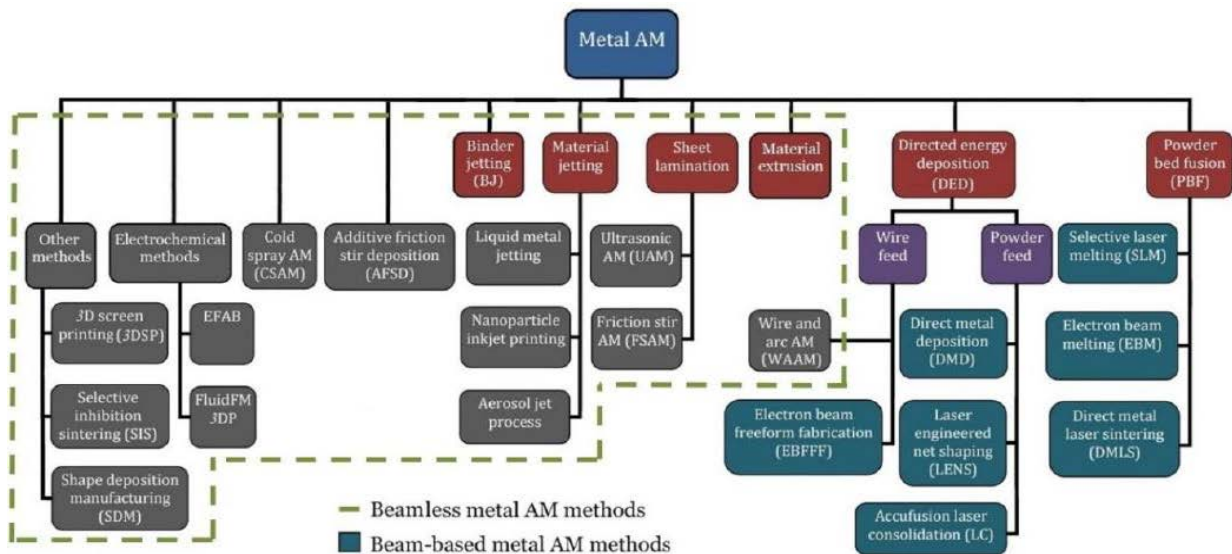 Metal AM
Binder
jetting
(BJ)
Material
jetting
Sheet
lamination
Material
extrusion
Directed energy
deposition
(DED)
Powder
bed fusion
(PBF)
Other
methods
Electrochemical
methods
Cold
spray AM
(CSAM)
Additive friction
stir deposition
(AFSD)
Liquid metal
jetting
Ultrasonic
AM (UAM)
Wire
feed
Powder
feed
Selective laser
melting (SLM)
3D screen
printing (3DSP)
EFAB
Nanoparticle
inkjet printing
Friction stir
AM (FSAM)
Wire and
arc AM
(WAAM)
Direct metal
deposition
(DMD)
Electron beam
melting (EBM)
Selective
inhibition
sintering (SIS)
FluidFM
3DP
Aerosol jet
process
Electron beam
freeform fabrication
(EBFFF)
Laser
engineered
net shaping
(LENS)
Direct metal
laser sintering
(DMLS)
Shape deposition
manufacturing
(SDM)
Accufusion laser
consolidation (LC)
Beamless metal AM methods
Beam-based metal AM methods